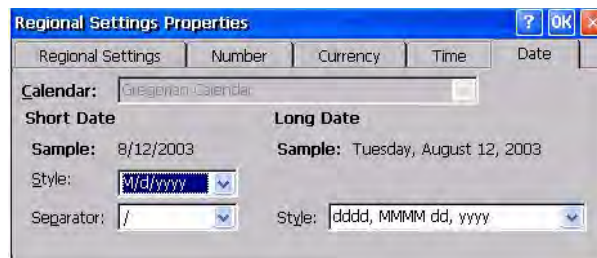 Regional Settings Properties ? OK ×
Regional Settings Number Currency Time Date
Calendar: Gregorian Calendar
Short Date Long Date
Sample: 8/12/2003 Sample: Tuesday, August 12, 2003
Style: M/d/yyyy
Separator: / Style: dddd, MMMM dd, yyyy